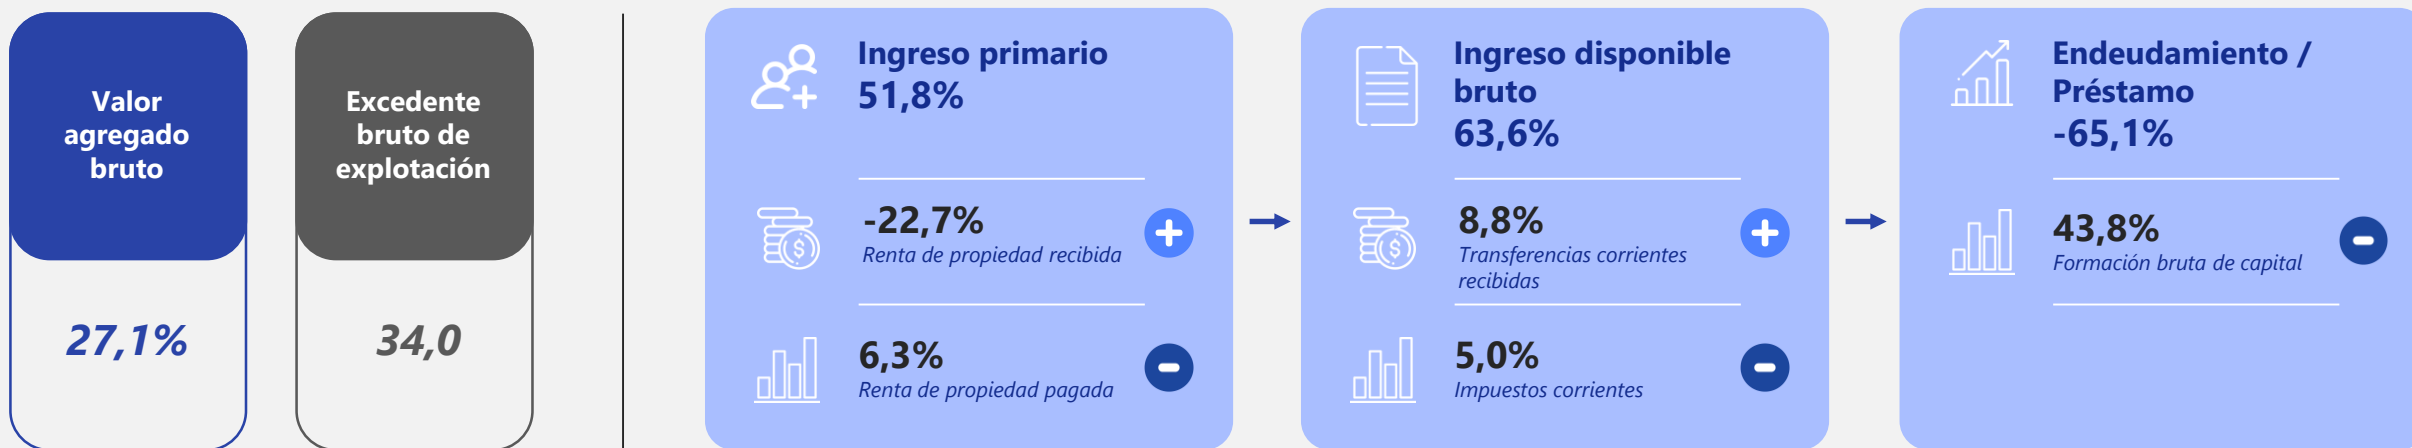 Valor
agregado
bruto
27,1%
Excedente
bruto de
explotación
34,0
Ingreso primario
51,8%
-22,7%
Renta de propiedad recibida
6,3%
Renta de propiedad pagada
Ingreso disponible
bruto
63,6%
8,8%
Transferencias corrientes
recibidas
5,0%
Impuestos corrientes
Endeudamiento /
Préstamo
-65,1%
43,8%
Formación bruta de capital